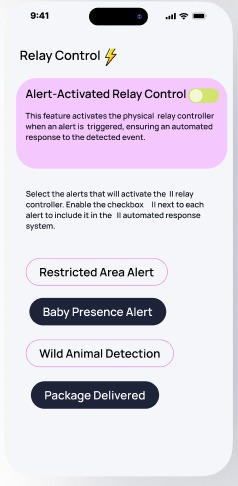 9:41
Relay Control⚡
Alert-Activated Relay Control
This feature activates the physical relay controller
when an alert is triggered, ensuring an automated
response to the detected event.
Select the alerts that will activate the ll relay
controller. Enable the checkbox ll next to each
alert to include it in the ll automated response
system.
Restricted Area Alert
Baby Presence Alert
Wild Animal Detection
Package Delivered